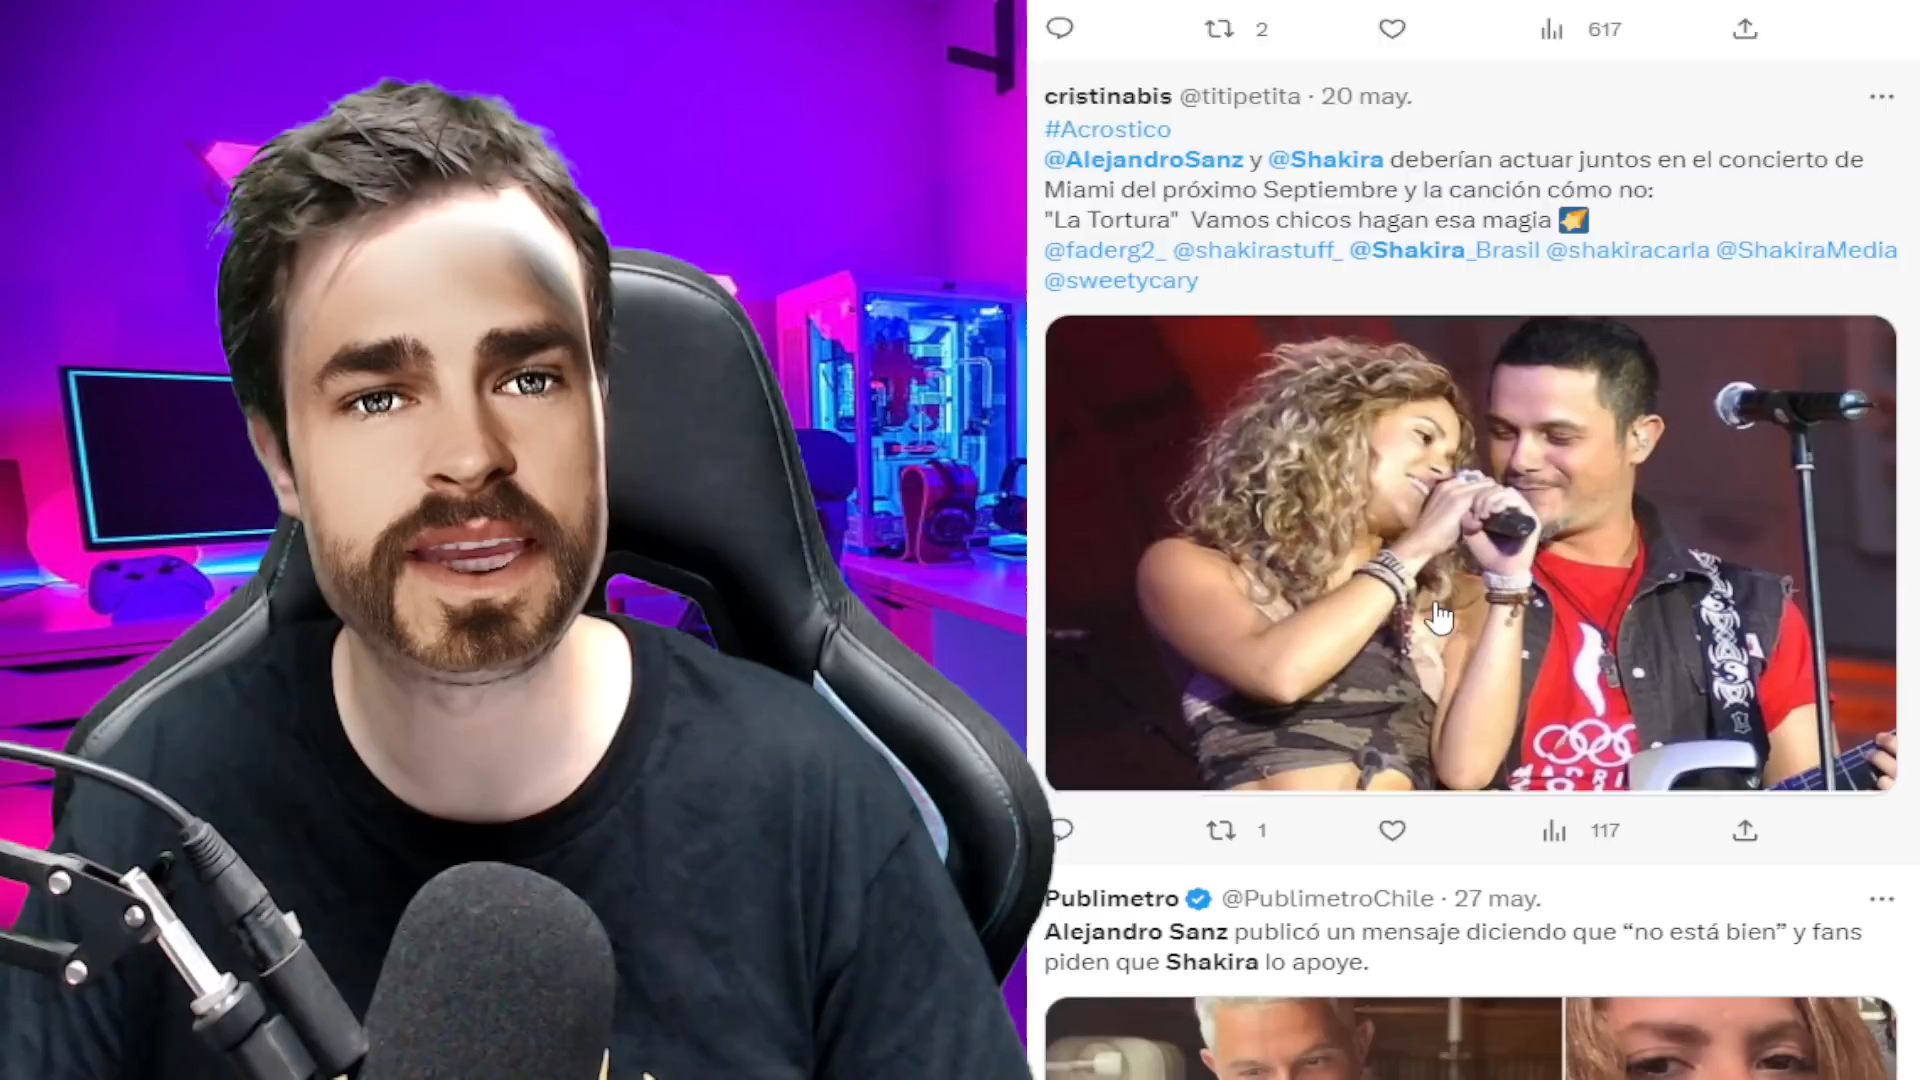 2
617
cristinabis @titipetita · 20 may.
#Acrostico
@AlejandroSanz y @Shakira deberían actuar juntos en el concierto de
Miami del próximo Septiembre y la canción cómo no:
"La Tortura" Vamos chicos hagan esa magia
@faderg2_ @shakirastuff_ @Shakira_Brasil @shakiracarla @ShakiraMedia
@sweetycary
1
117
Publimetro @PublimetroChile · 27 may.
Alejandro Sanz publicó un mensaje diciendo que “no está bien” y fans
piden que Shakira lo apoye.